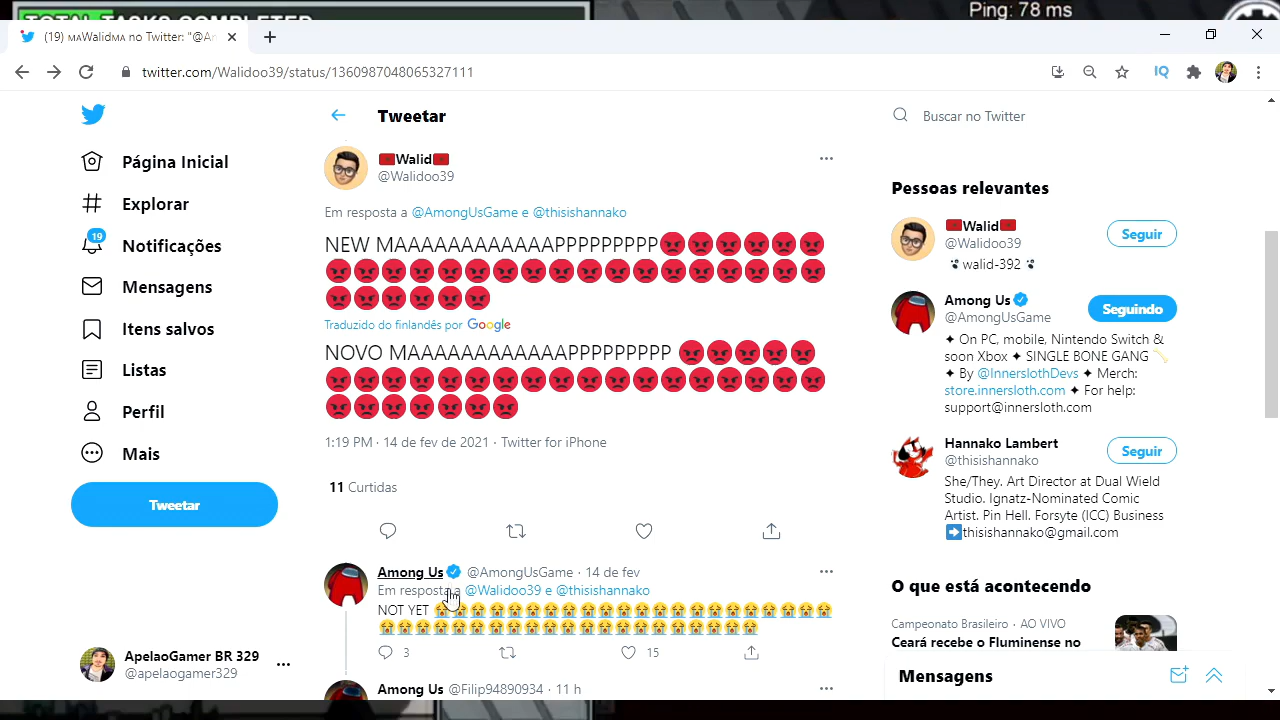 TOTAL TASKS COMPLETED
Ping: 78 ms
(19) ᴍᴀWalidᴍᴀ no Twitter: "@An
twitter.com/Walidoo39/status/1360987048065327111
IQ
Tweetar
Buscar no Twitter
Página Inicial
Explorar
19
Notificações
Mensagens
Itens salvos
Listas
Perfil
Mais
Tweetar
ApelaoGamer BR 329
@apelaogamer329
🇲🇦Walid🇲🇦
@Walidoo39
Em resposta a @AmongUsGame e @thisishannako
NEW MAAAAAAAAAAAAPPPPPPPPP😡😡😡😡😡😡
😡😡😡😡😡😡😡😡😡😡😡😡😡😡😡😡😡😡
😡😡😡😡😡😡
Traduzido do finlandês por Google
NOVO MAAAAAAAAAAAAPPPPPPPPP 😡😡😡😡😡
😡😡😡😡😡😡😡😡😡😡😡😡😡😡😡😡😡😡
😡😡😡😡😡😡😡
1:19 PM · 14 de fev de 2021 · Twitter for iPhone
11 Curtidas
Among Us @AmongUsGame · 14 de fev
Em resposta a @Walidoo39 e @thisishannako
NOT YET 😭😭😭😭😭😭😭😭😭😭😭😭😭😭😭😭😭😭😭😭😭😭
😭😭😭😭😭😭😭😭😭😭😭😭😭😭😭😭😭😭😭😭😭
3 15
Among Us @Filip94890934 · 11 h
Pessoas relevantes
🇲🇦Walid🇲🇦
@Walidoo39
Seguir
walid-392
Among Us
@AmongUsGame
Seguindo
✦ On PC, mobile, Nintendo Switch &
soon Xbox ✦ SINGLE BONE GANG 🦴
✦ By @InnerslothDevs ✦ Merch:
store.innersloth.com ✦ For help:
support@innersloth.com
Hannako Lambert
@thisishannako
Seguir
She/They. Art Director at Dual Wield
Studio. Ignatz-Nominated Comic
Artist. Pin Hell. Forsyte (ICC) Business
➡️thisishannako@gmail.com
O que está acontecendo
Campeonato Brasileiro · AO VIVO
Ceará recebe o Fluminense no
Mensagens